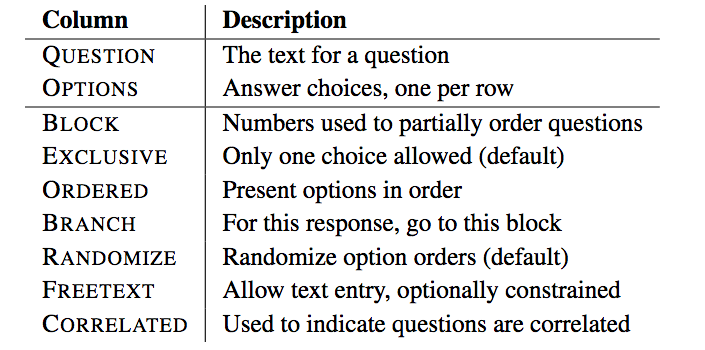 Column Description
QUESTION The text for a question
OPTIONS Answer choices, one per row
BLOCK Numbers used to partially order questions
EXCLUSIVE Only one choice allowed (default)
ORDERED Present options in order
BRANCH For this response, go to this block
RANDOMIZE Randomize option orders (default)
FREETEXT Allow text entry, optionally constrained
CORRELATED Used to indicate questions are correlated